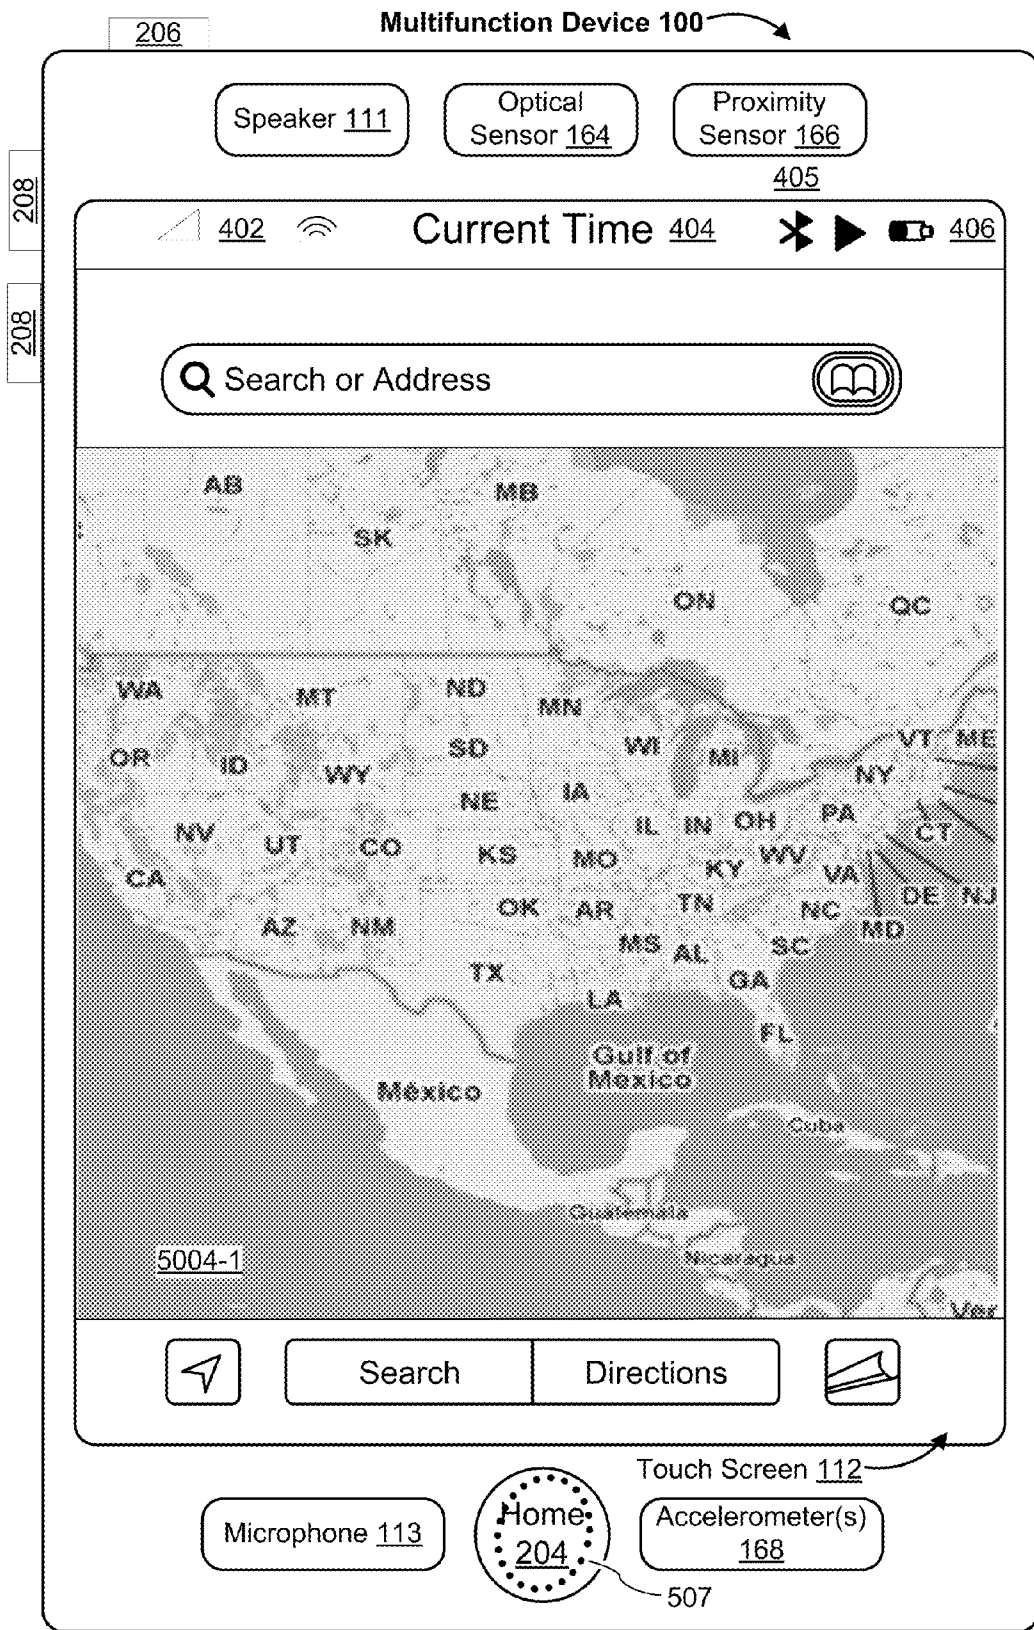 Multifunction Device 100
206
Speaker 111
Optical
Sensor 164
Proximity
Sensor 166
405
208
208
402
Current Time 404
406
Search or Address
AB
MB
SK
ON
QC
WA
MT
ND
MN
OR
ID
WY
SD
WI
MI
VT
ME
NY
NE
IA
NV
UT
CO
KS
MO
IL
IN
OH
PA
CT
CA
KY
WV
VA
DE
NJ
AZ
NM
OK
AR
TN
NC
MD
MS
AL
SC
TX
LA
GA
FL
Gulf of
Mexico
México
Cuba
Guatemala
Nicaragua
Ver
5004-1
Search
Directions
Touch Screen 112
Microphone 113
Home
204
Accelerometer(s)
168
507